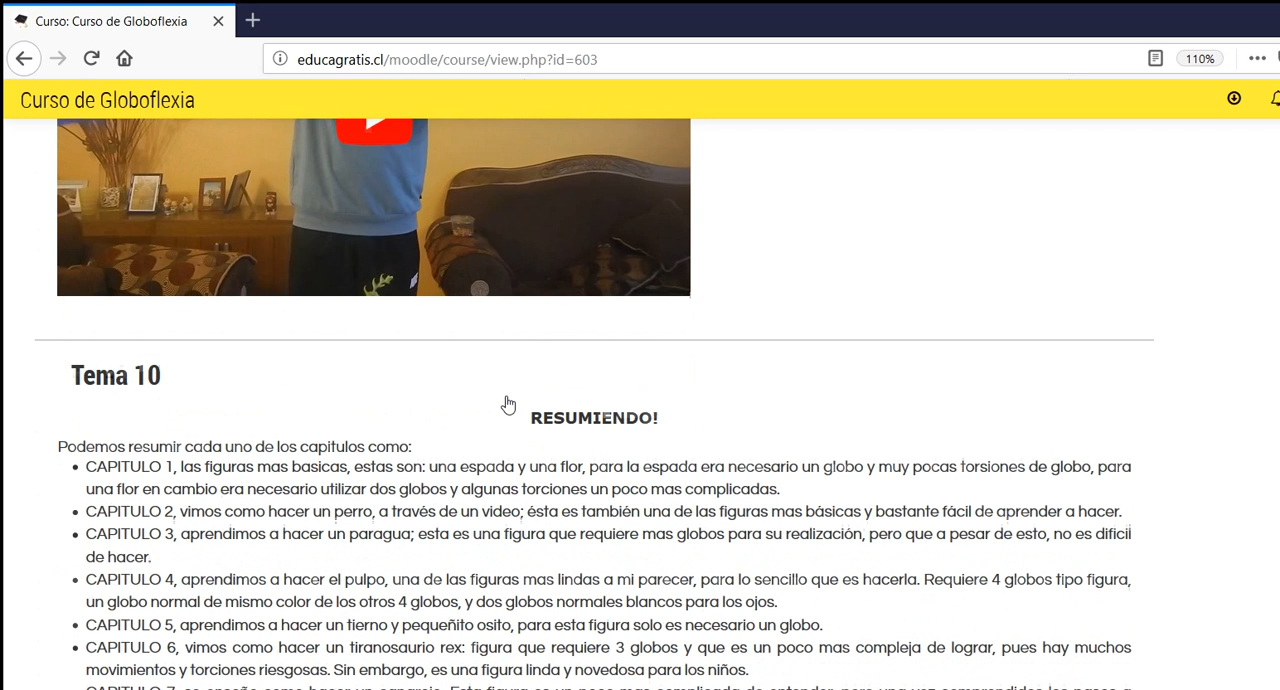 Curso: Curso de Globoflexia
educagratis.cl/moodle/course/view.php?id=603
110%
Curso de Globoflexia
Tema 10
RESUMIENDO!
Podemos resumir cada uno de los capitulos como:
CAPITULO 1, las figuras mas basicas, estas son: una espada y una flor, para la espada era necesario un globo y muy pocas torsiones de globo, para
una flor en cambio era necesario utilizar dos globos y algunas torciones un poco mas complicadas.
CAPITULO 2, vimos como hacer un perro, a través de un video; ésta es también una de las figuras mas básicas y bastante fácil de aprender a hacer.
CAPITULO 3, aprendimos a hacer un paragua; esta es una figura que requiere mas globos para su realización, pero que a pesar de esto, no es dificil
de hacer.
CAPITULO 4, aprendimos a hacer el pulpo, una de las figuras mas lindas a mi parecer, para lo sencillo que es hacerla. Requiere 4 globos tipo figura,
un globo normal de mismo color de los otros 4 globos, y dos globos normales blancos para los ojos.
CAPITULO 5, aprendimos a hacer un tierno y pequeñito osito, para esta figura solo es necesario un globo.
CAPITULO 6, vimos como hacer un tiranosaurio rex: figura que requiere 3 globos y que es un poco mas compleja de lograr, pues hay muchos
movimientos y torciones riesgosas. Sin embargo, es una figura linda y novedosa para los niños.